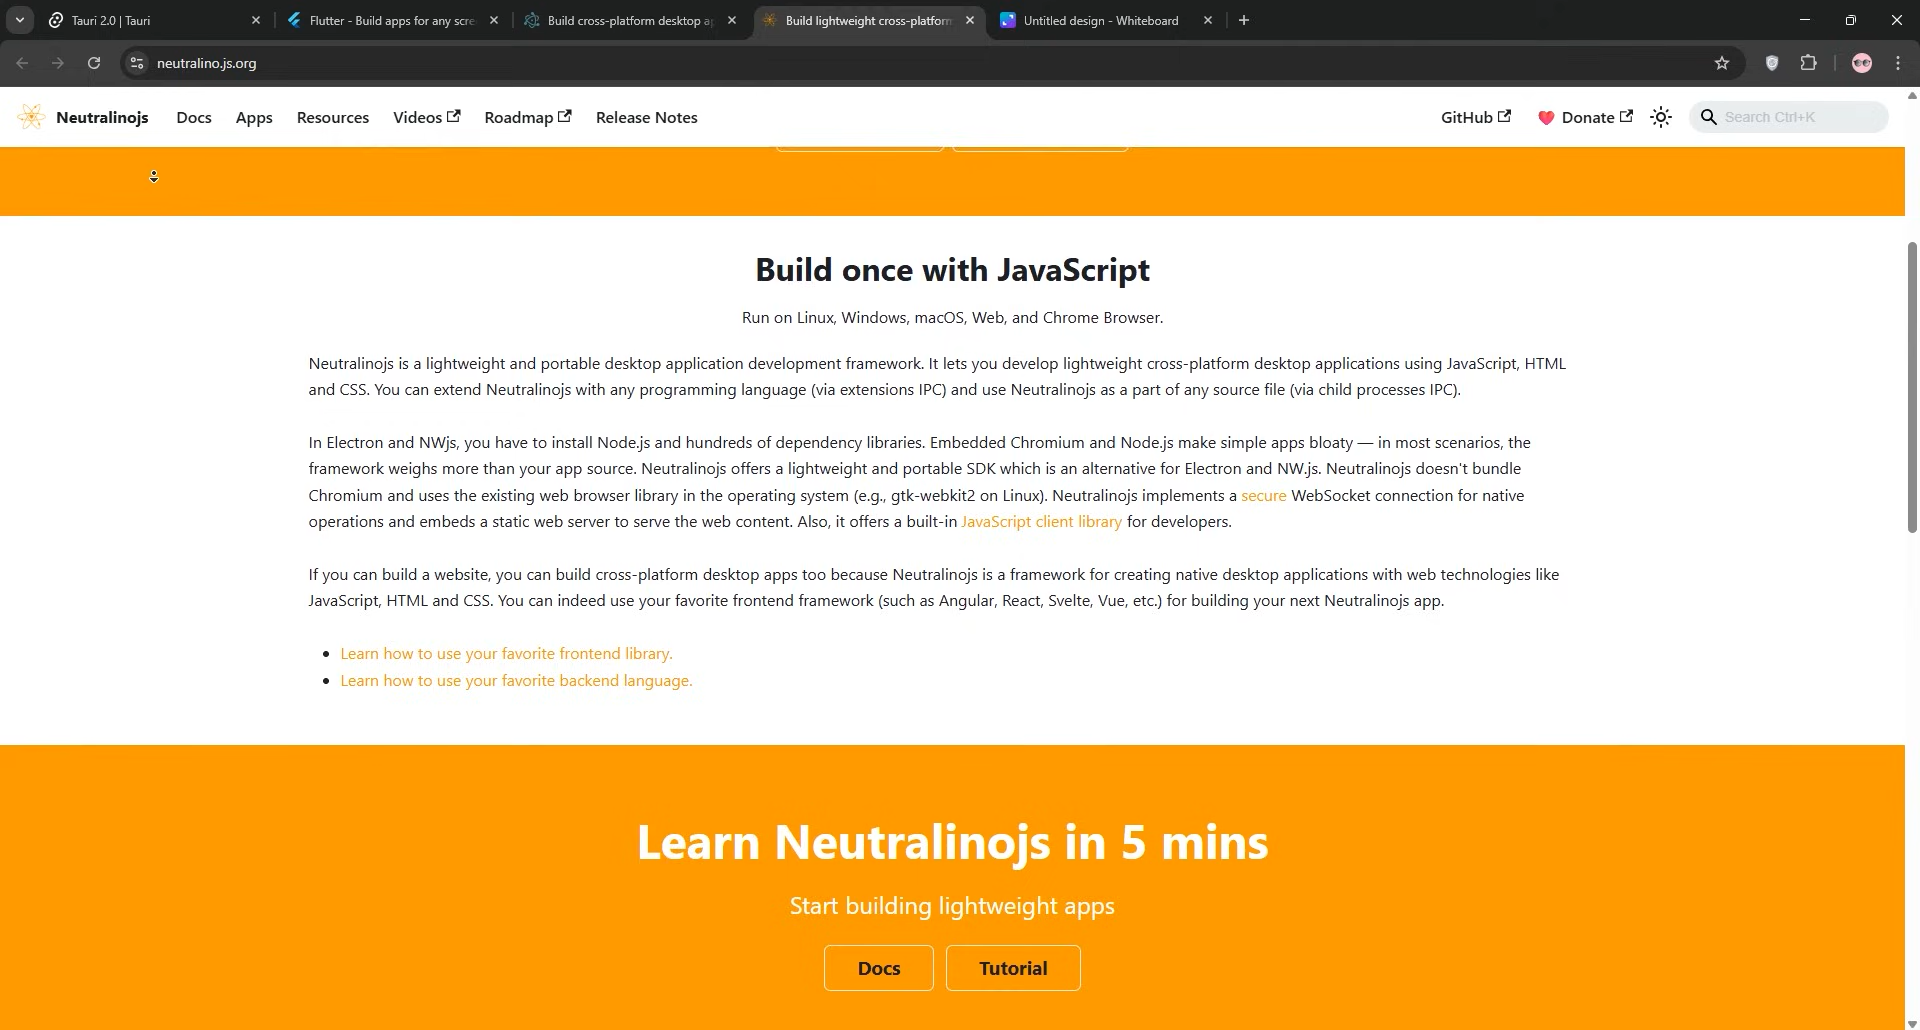 Tauri 2.0 | Tauri
Flutter - Build apps for any scre
Build cross-platform desktop ap
Build lightweight cross-platform
Untitled design - Whiteboard
neutralino.js.org
Neutralinojs
Docs
Apps
Resources
Videos
Roadmap
Release Notes
GitHub
Donate
Search Ctrl+K
Build once with JavaScript
Run on Linux, Windows, macOS, Web, and Chrome Browser.
Neutralinojs is a lightweight and portable desktop application development framework. It lets you develop lightweight cross-platform desktop applications using JavaScript, HTML
and CSS. You can extend Neutralinojs with any programming language (via extensions IPC) and use Neutralinojs as a part of any source file (via child processes IPC).
In Electron and NWjs, you have to install Node.js and hundreds of dependency libraries. Embedded Chromium and Node.js make simple apps bloaty — in most scenarios, the
framework weighs more than your app source. Neutralinojs offers a lightweight and portable SDK which is an alternative for Electron and NW.js. Neutralinojs doesn't bundle
Chromium and uses the existing web browser library in the operating system (e.g., gtk-webkit2 on Linux). Neutralinojs implements a secure WebSocket connection for native
operations and embeds a static web server to serve the web content. Also, it offers a built-in JavaScript client library for developers.
If you can build a website, you can build cross-platform desktop apps too because Neutralinojs is a framework for creating native desktop applications with web technologies like
JavaScript, HTML and CSS. You can indeed use your favorite frontend framework (such as Angular, React, Svelte, Vue, etc.) for building your next Neutralinojs app.
Learn how to use your favorite frontend library.
Learn how to use your favorite backend language.
Learn Neutralinojs in 5 mins
Start building lightweight apps
Docs
Tutorial